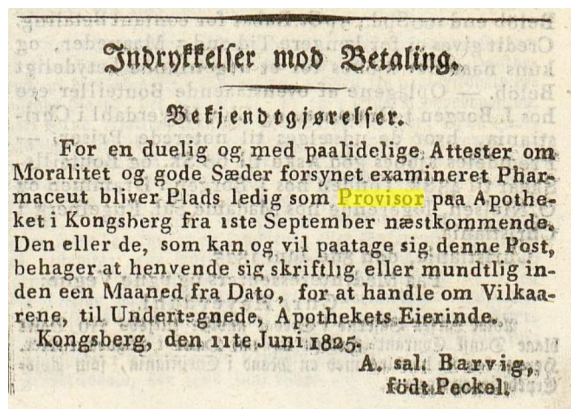 Indrykkelser mod Betaling.
Bekjendtgjørelser.
For en duelig og med paalidelige Attester om
Moralitet og gode Sæder forsynet examineret Phar-
maceut bliver Plads ledig som Provisor paa Apothe-
ket i Kongsberg fra 1ste September næstkommende.
Den eller de, som kan og vil paatage sig denne Post,
behager at henvende sig skriftlig eller mundtlig in-
den een Maaned fra Dato, for at handle om Vilkaa-
rene, til Undertegnede, Apothekets Eierinde.
Kongsberg, den 11te Juni 1825.
A. sal. Barvig,
født Peckel.